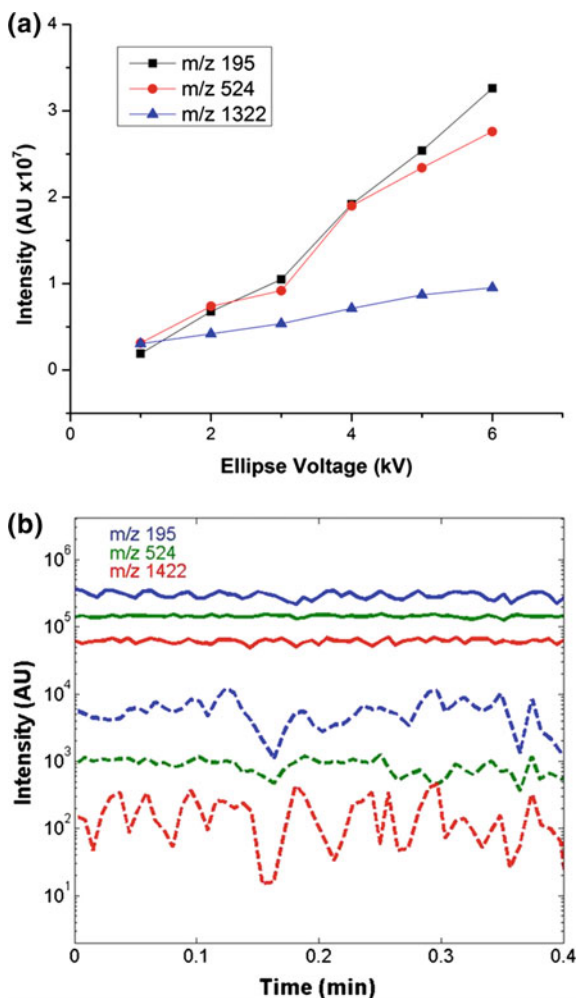 (a)
4
3
2
1
0
Intensity (AU x10⁷)
m/z 195
m/z 524
m/z 1322
0 2 4 6
Ellipse Voltage (kV)
(b)
m/z 195
m/z 524
m/z 1422
10⁶
10⁵
10⁴
10³
10²
10¹
Intensity (AU)
0 0.1 0.2 0.3 0.4
Time (min)